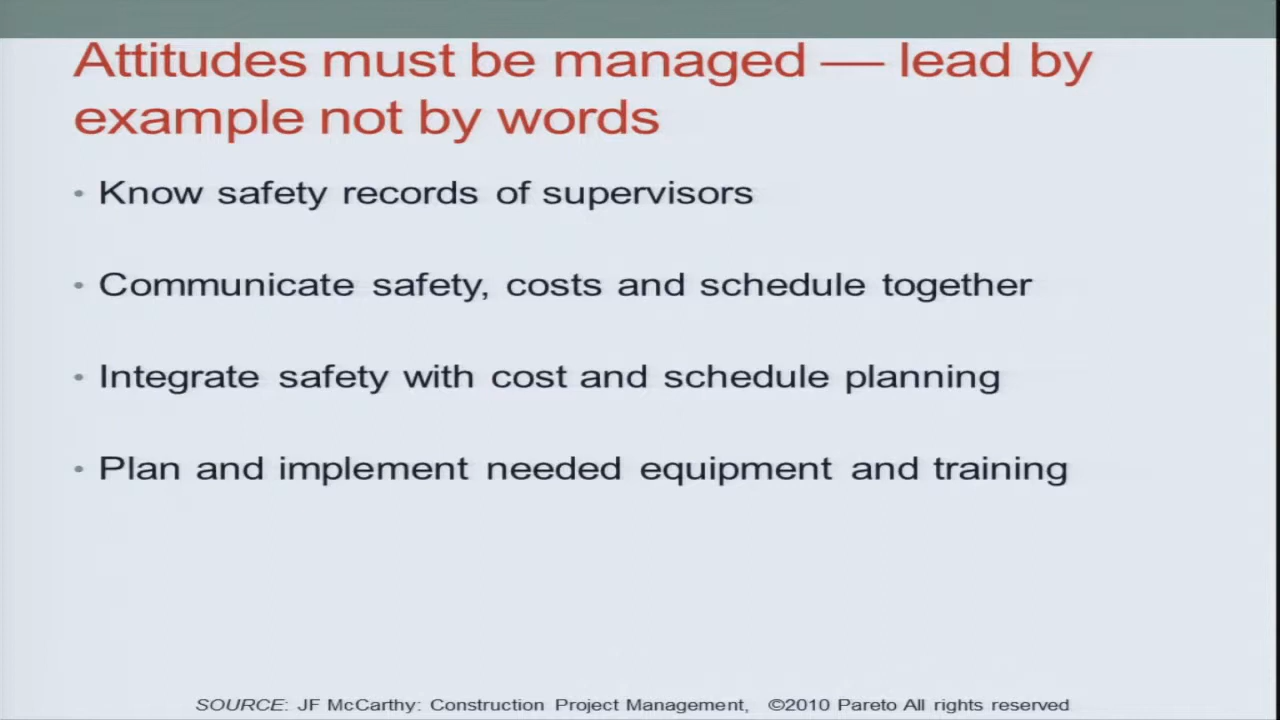 Attitudes must be managed — lead by
example not by words
• Know safety records of supervisors
• Communicate safety, costs and schedule together
• Integrate safety with cost and schedule planning
• Plan and implement needed equipment and training
SOURCE: JF McCarthy: Construction Project Management, ©2010 Pareto All rights reserved